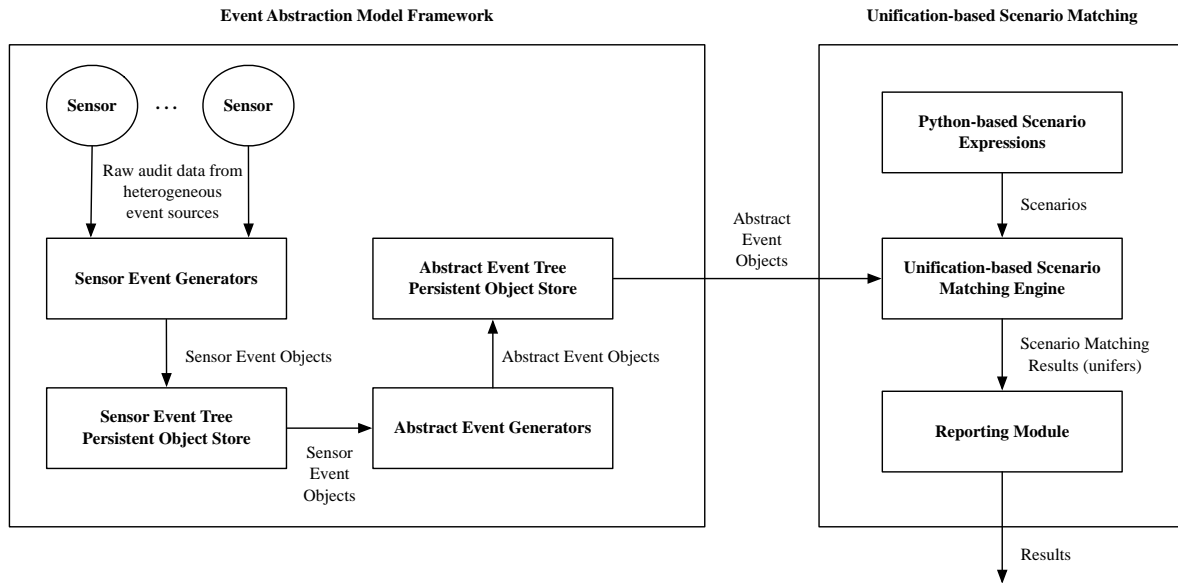 Event Abstraction Model Framework
Unification-based Scenario Matching
Sensor
...
Sensor
Raw audit data from
heterogeneous
event sources
Sensor Event Generators
Sensor Event Objects
Sensor Event Tree
Persistent Object Store
Sensor
Event
Objects
Abstract Event Generators
Abstract Event Objects
Abstract Event Tree
Persistent Object Store
Abstract
Event
Objects
Python-based Scenario
Expressions
Scenarios
Unification-based Scenario
Matching Engine
Scenario Matching
Results (unifers)
Reporting Module
Results